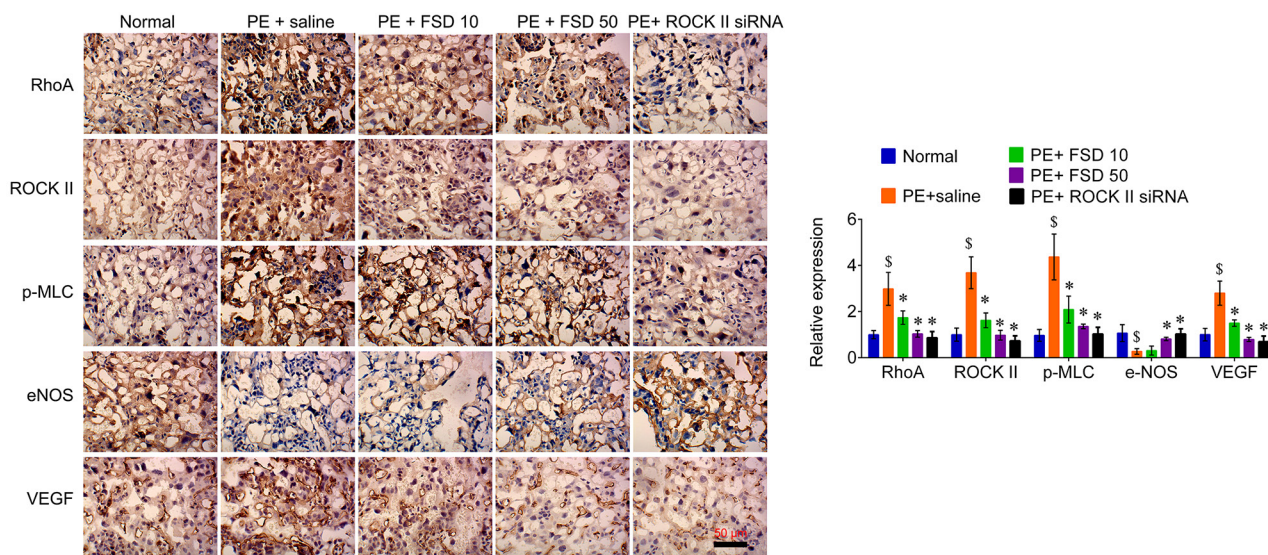 Normal PE + saline PE + FSD 10 PE + FSD 50 PE+ ROCK II siRNA
RhoA
ROCK II
p-MLC
eNOS
VEGF
50 μm
Normal PE+ FSD 10
PE+ FSD 50
PE+saline PE+ ROCK II siRNA
Relative expression
6
4
2
0
$ * * *
$ * * *
$ * * *
$ * *
$ * * *
RhoA ROCK II p-MLC e-NOS VEGF